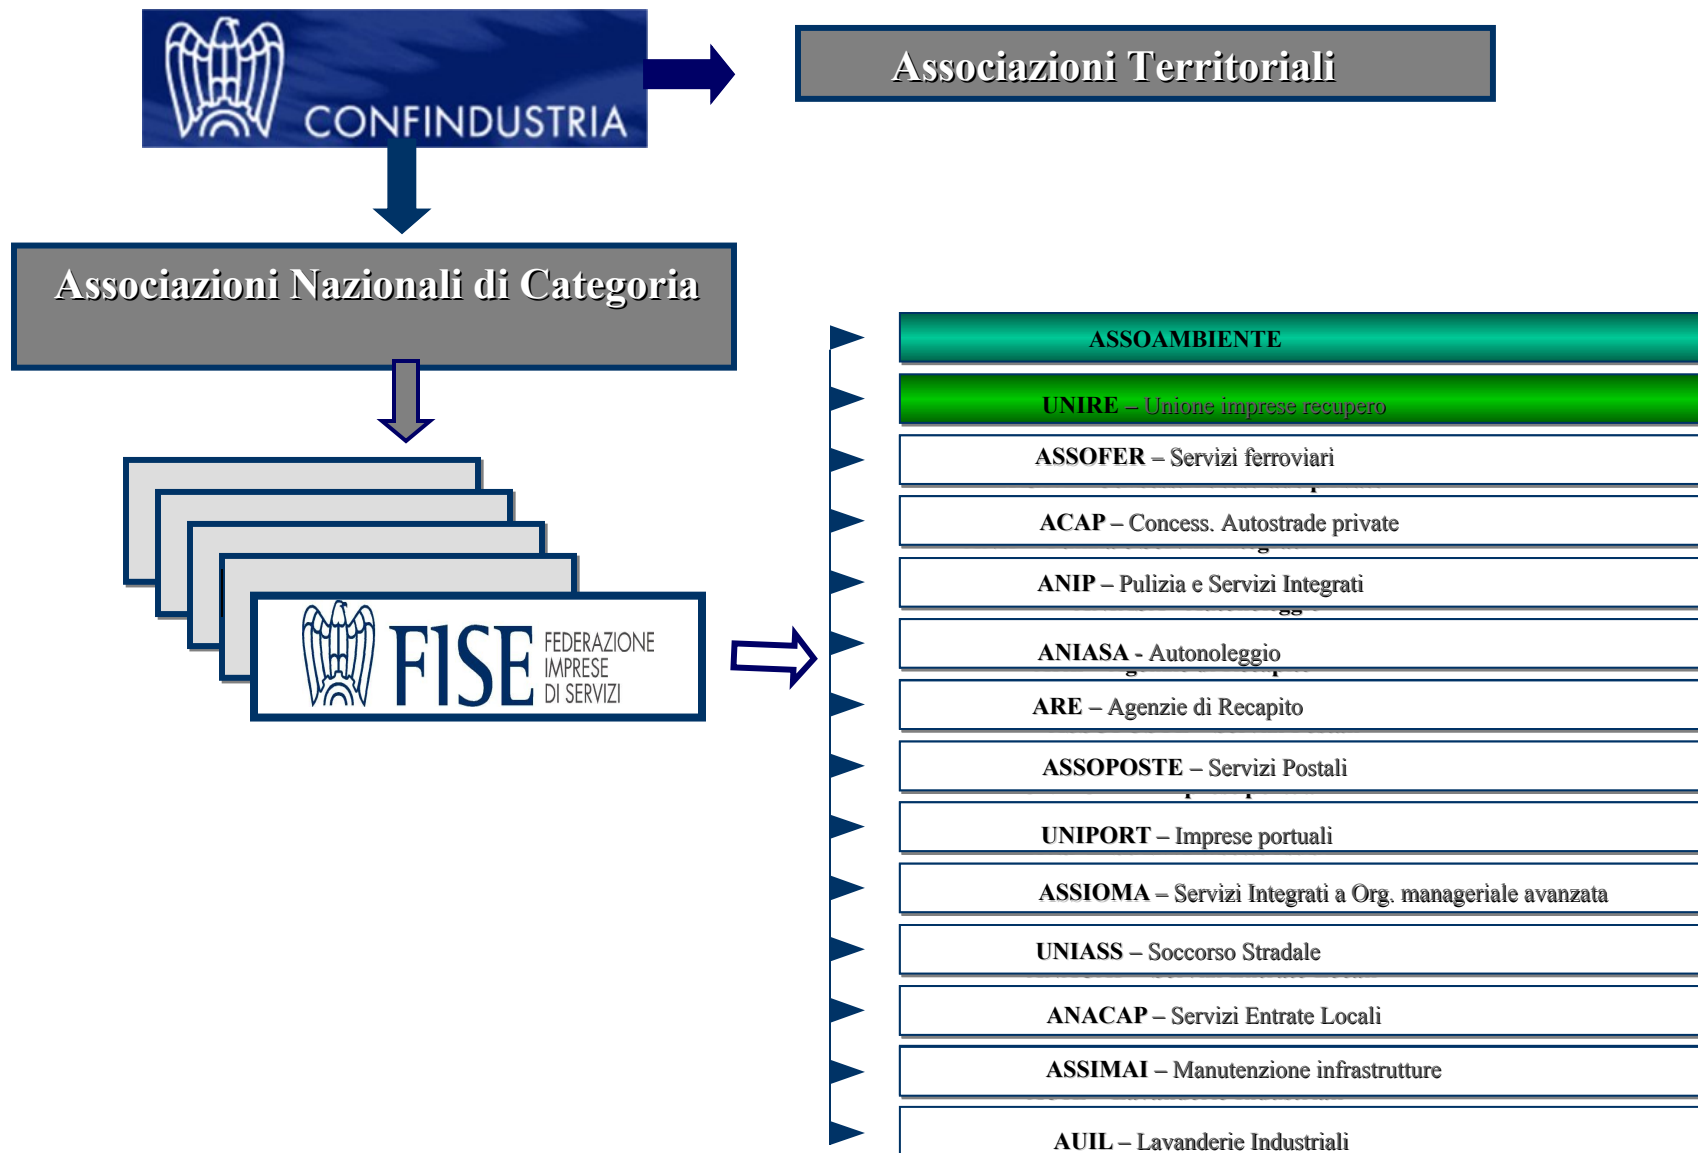 CONFINDUSTRIA
Associazioni Territoriali
Associazioni Nazionali di Categoria
FISE FEDERAZIONE
IMPRESE
DI SERVIZI
ASSOAMBIENTE
UNIRE – Unione imprese recupero
ASSOFER – Servizi ferroviari
ACAP – Concess. Autostrade private
ANIP – Pulizia e Servizi Integrati
ANIASA - Autonoleggio
ARE – Agenzie di Recapito
ASSOPOSTE – Servizi Postali
UNIPORT – Imprese portuali
ASSIOMA – Servizi Integrati a Org. manageriale avanzata
UNIASS – Soccorso Stradale
ANACAP – Servizi Entrate Locali
ASSIMAI – Manutenzione infrastrutture
AUIL – Lavanderie Industriali